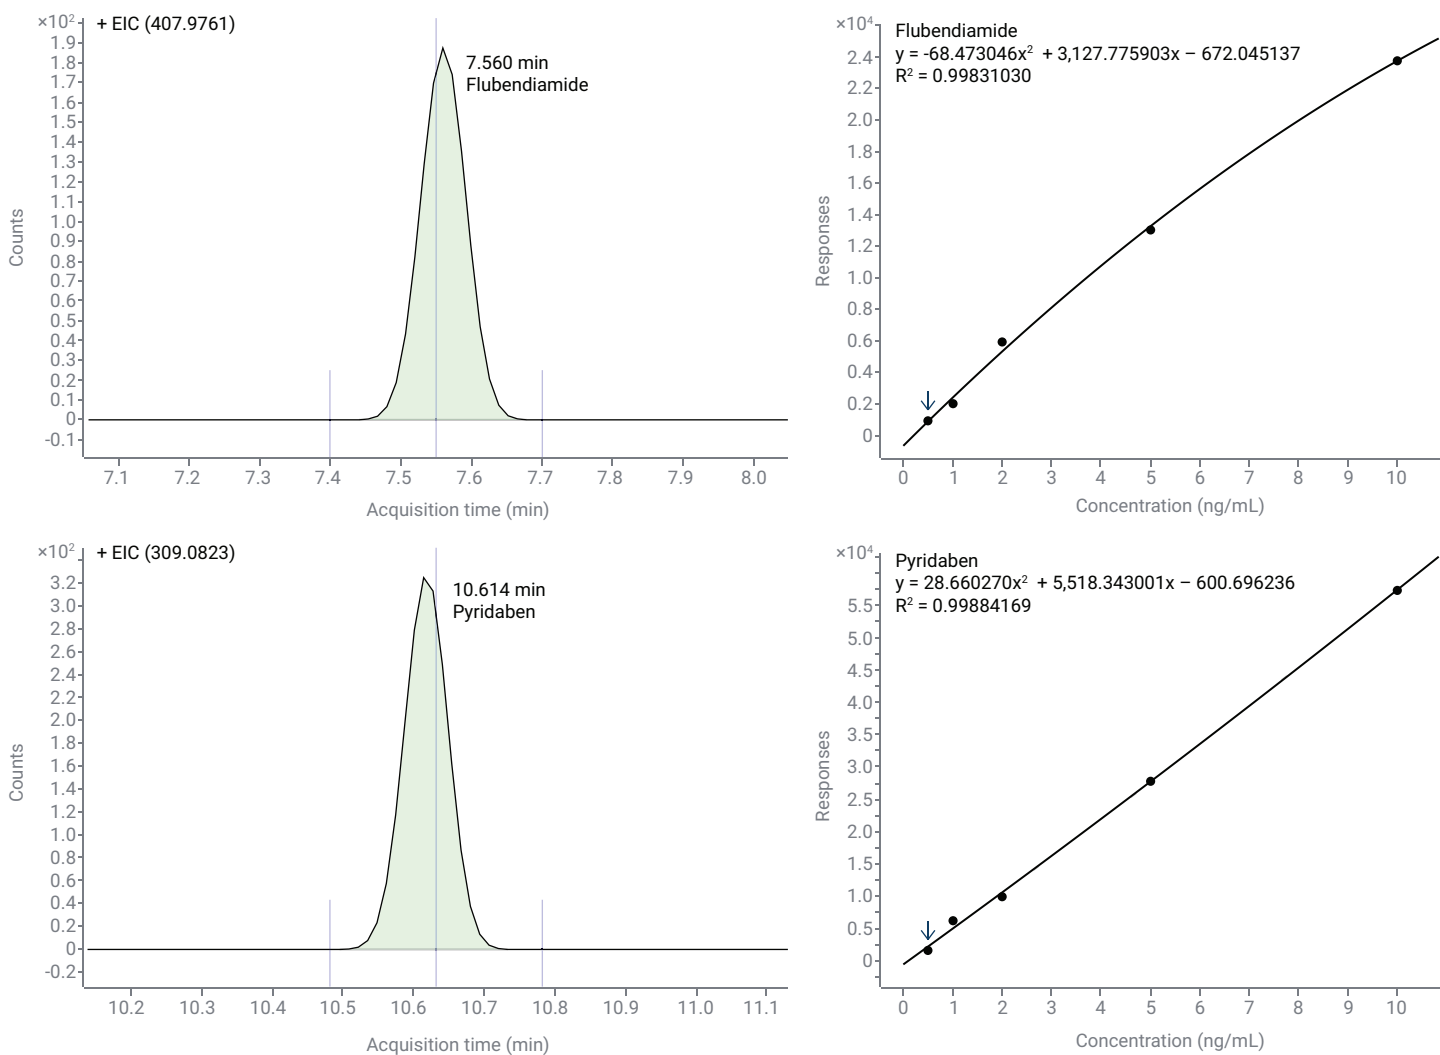 ×10²
+ EIC (407.9761)
7.560 min
Flubendiamide
1.9
1.8
1.7
1.6
1.5
1.4
1.3
1.2
1.1
1.0
0.9
0.8
0.7
0.6
0.5
0.4
0.3
0.2
0.1
0
-0.1
Counts
7.1 7.2 7.3 7.4 7.5 7.6 7.7 7.8 7.9 8.0
Acquisition time (min)
×10⁴
Flubendiamide
y = -68.473046x² + 3,127.775903x – 672.045137
R² = 0.99831030
2.4
2.2
2.0
1.8
1.6
1.4
1.2
1.0
0.8
0.6
0.4
0.2
0
Responses
0 1 2 3 4 5 6 7 8 9 10
Concentration (ng/mL)
×10²
+ EIC (309.0823)
10.614 min
Pyridaben
3.2
3.0
2.8
2.6
2.4
2.2
2.0
1.8
1.6
1.4
1.2
1.0
0.8
0.6
0.4
0.2
0
-0.2
Counts
10.2 10.3 10.4 10.5 10.6 10.7 10.8 10.9 11.0 11.1
Acquisition time (min)
×10⁴
Pyridaben
y = 28.660270x² + 5,518.343001x – 600.696236
R² = 0.99884169
5.5
5.0
4.5
4.0
3.5
3.0
2.5
2.0
1.5
1.0
0.5
0
Responses
0 1 2 3 4 5 6 7 8 9 10
Concentration (ng/mL)